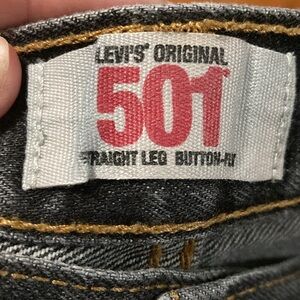 LEVI'S® ORIGINAL
501®
STRAIGHT LEG BUTTON-FLY